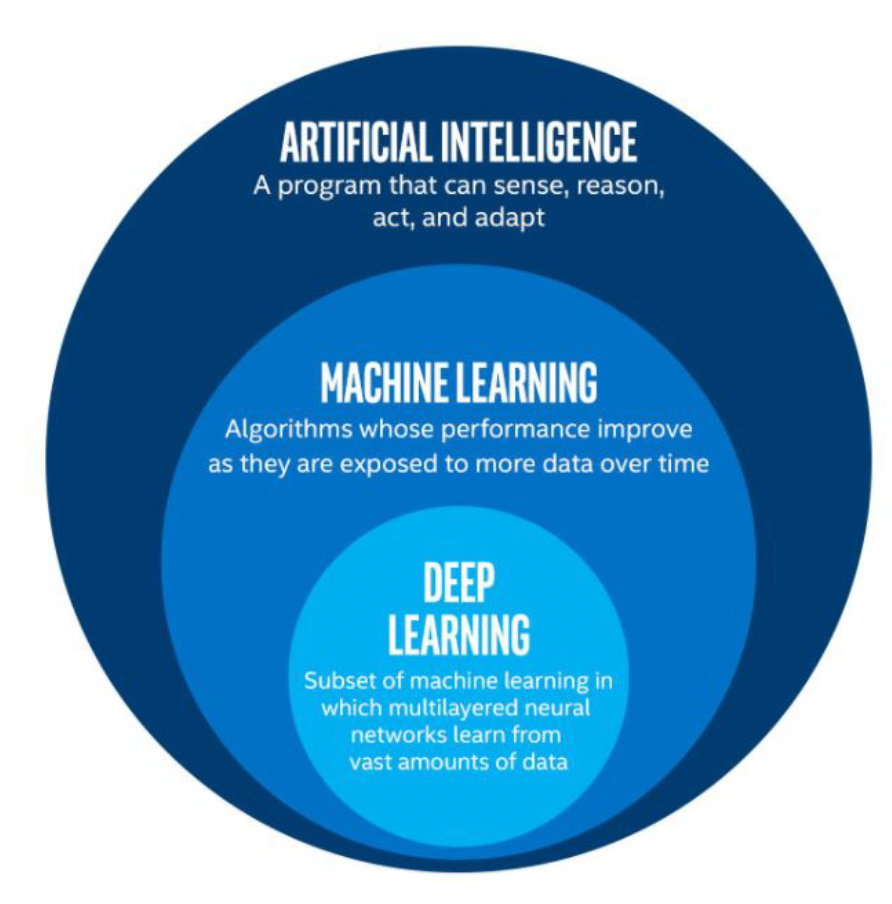 ARTIFICIAL INTELLIGENCE
A program that can sense, reason,
act, and adapt
MACHINE LEARNING
Algorithms whose performance improve
as they are exposed to more data over time
DEEP
LEARNING
Subset of machine learning in
which multilayered neural
networks learn from
vast amounts of data